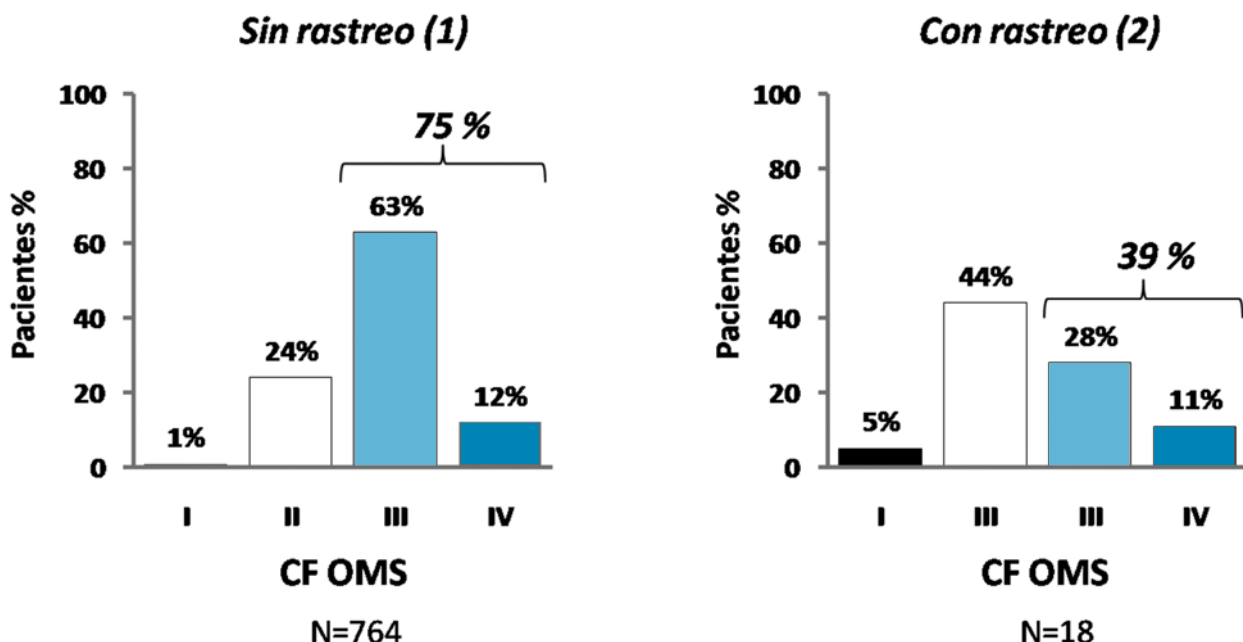 Sin rastreo (1)
100
80
60
40
20
0
Pacientes %
75 %
1%
24%
63%
12%
I
II
III
IV
CF OMS
N=764
Con rastreo (2)
100
80
60
40
20
0
Pacientes %
39 %
5%
44%
28%
11%
I
III
III
IV
CF OMS
N=18